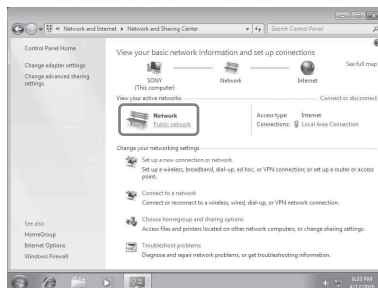 Network and Internet ▸ Network and Sharing Center
Search Control Panel
Control Panel Home
Change adapter settings
Change advanced sharing
settings
View your basic network information and set up connections
See full map
SONY
(This computer)
Network
Internet
View your active networks
Connect or disconnect
Network
Public network
Access type: Internet
Connections: Local Area Connection
Change your networking settings
Set up a new connection or network
Set up a wireless, broadband, dial-up, ad hoc, or VPN connection; or set up a router or access
point.
Connect to a network
Connect or reconnect to a wireless, wired, dial-up, or VPN network connection.
Choose homegroup and sharing options
Access files and printers located on other network computers, or change sharing settings.
Troubleshoot problems
Diagnose and repair network problems, or get troubleshooting information.
See also
HomeGroup
Internet Options
Windows Firewall
6:33 PM
4/12/2016